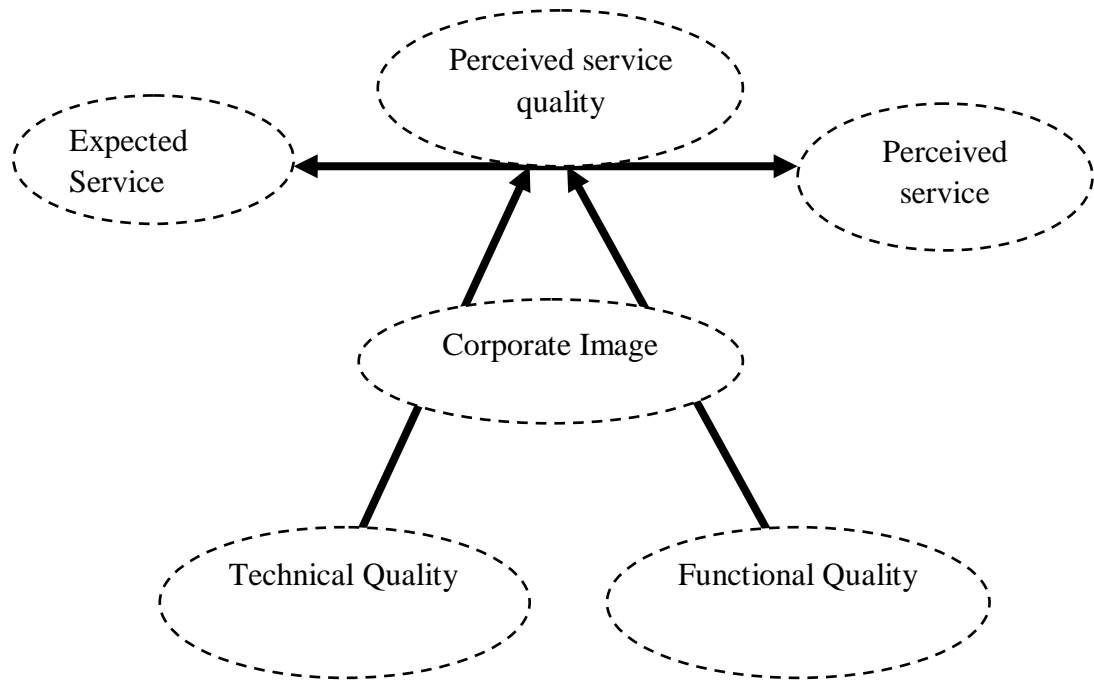 Perceived service
quality
Expected
Service
Perceived
service
Corporate Image
Technical Quality
Functional Quality